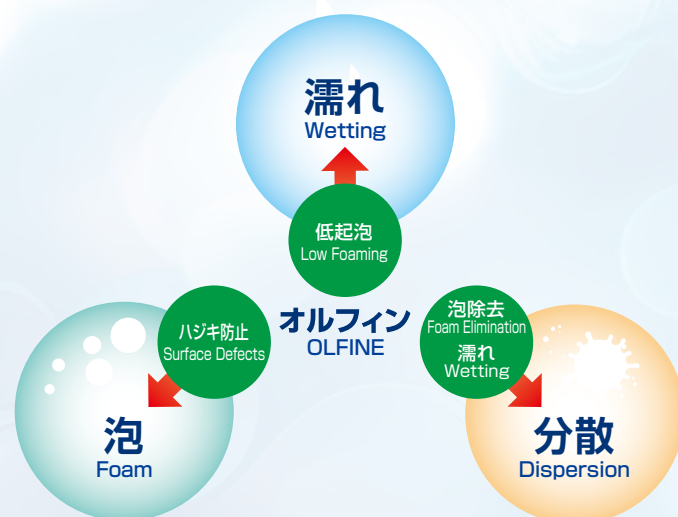 濡れ
Wetting
低起泡
Low Foaming
オルフィン
OLFINE
ハジキ防止
Surface Defects
泡除去
Foam Elimination
濡れ
Wetting
泡
Foam
分散
Dispersion